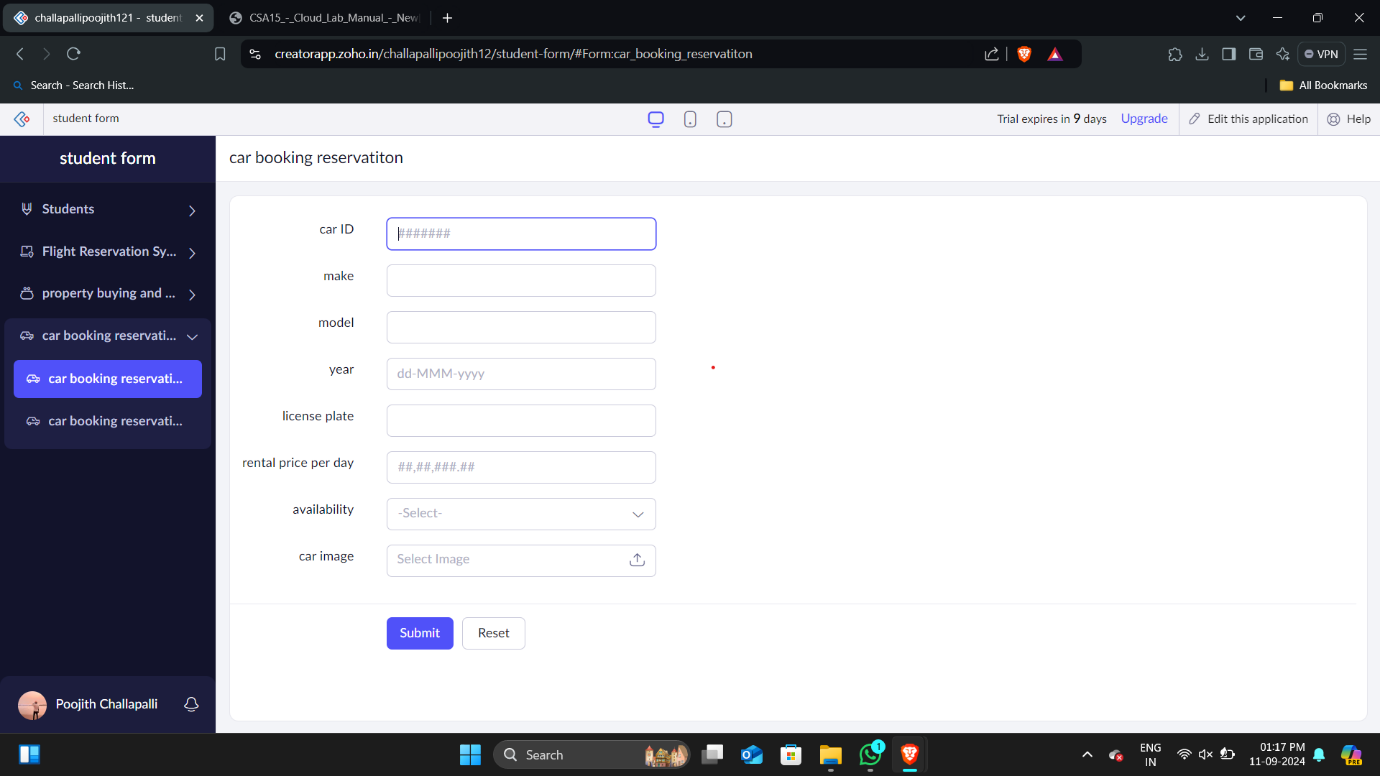 challapallipoojith121 - student
CSA15_-_Cloud_Lab_Manual_-_New
creatorapp.zoho.in/challapallipoojith12/student-form/#Form:car_booking_reservatiton
VPN
Search - Search Hist...
All Bookmarks
student form
Trial expires in 9 days
Upgrade
Edit this application
Help
student form
car booking reservatiton
Students
Flight Reservation Sy...
property buying and ...
car booking reservati...
car booking reservati...
car booking reservati...
car ID
#######
make
model
year
dd-MMM-yyyy
license plate
rental price per day
##,##,###.##
availability
-Select-
car image
Select Image
Submit
Reset
Poojith Challapalli
Search
1
ENG
IN
01:17 PM
11-09-2024
PRE